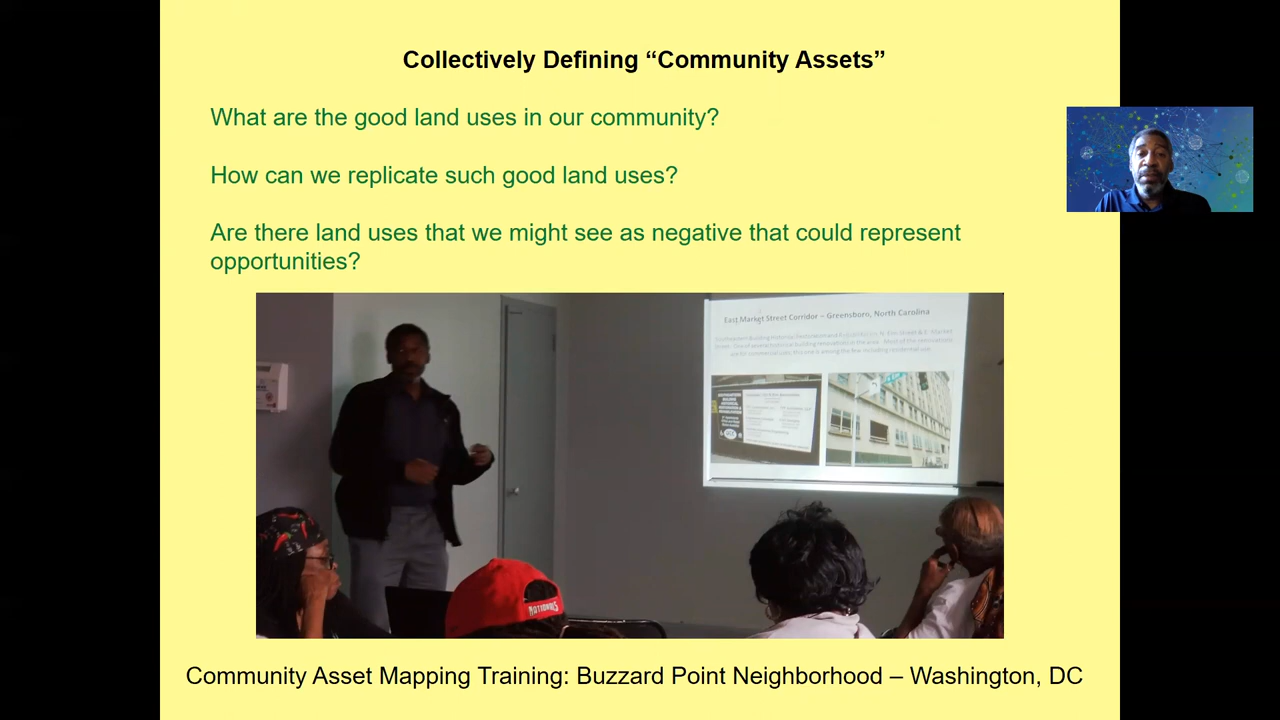 Collectively Defining “Community Assets”
What are the good land uses in our community?
How can we replicate such good land uses?
Are there land uses that we might see as negative that could represent
opportunities?
East Market Street Corridor – Greensboro, North Carolina
NATIONALS
Community Asset Mapping Training: Buzzard Point Neighborhood – Washington, DC